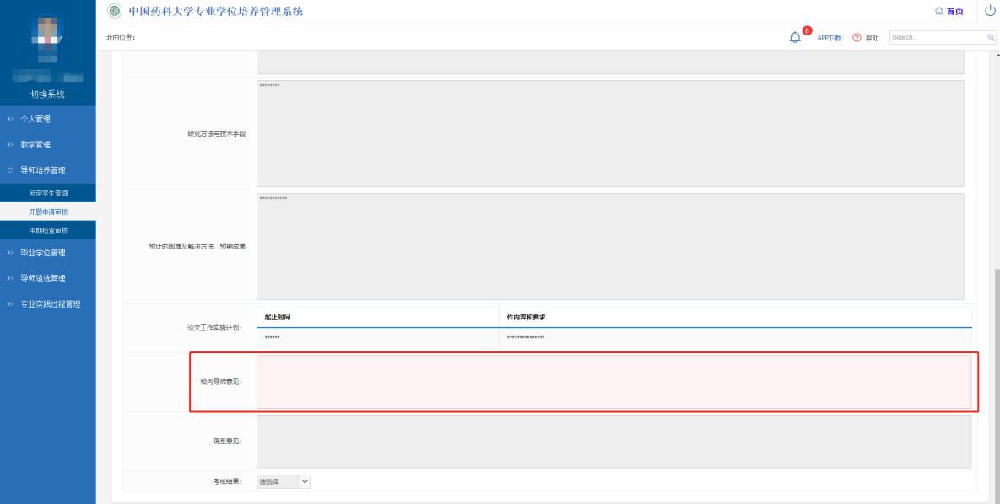 中国药科大学专业学位培养管理系统
首页
我的位置：
8
APP下载
帮助
Search...
切换系统
个人管理
教学管理
导师培养管理
所带学生查询
开题申请审核
中期检查审核
毕业学位管理
导师遴选管理
专业实践过程管理
研究方法与技术手段
********
预计的困难及解决方法、预期成果
***********
论文工作实施计划：
起止时间
作内容和要求
******
***************
校内导师意见：
院系意见：
考核结果：
请选择